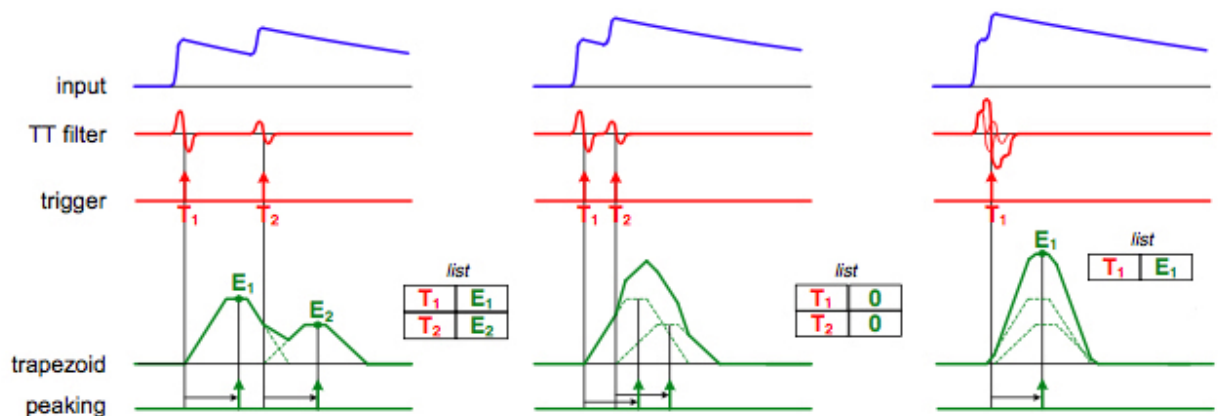 input
TT filter
trigger
T1 T2
T1 T2
T1
E1
E2
list
T1 E1
T2 E2
list
T1 0
T2 0
E1
list
T1 E1
trapezoid
peaking